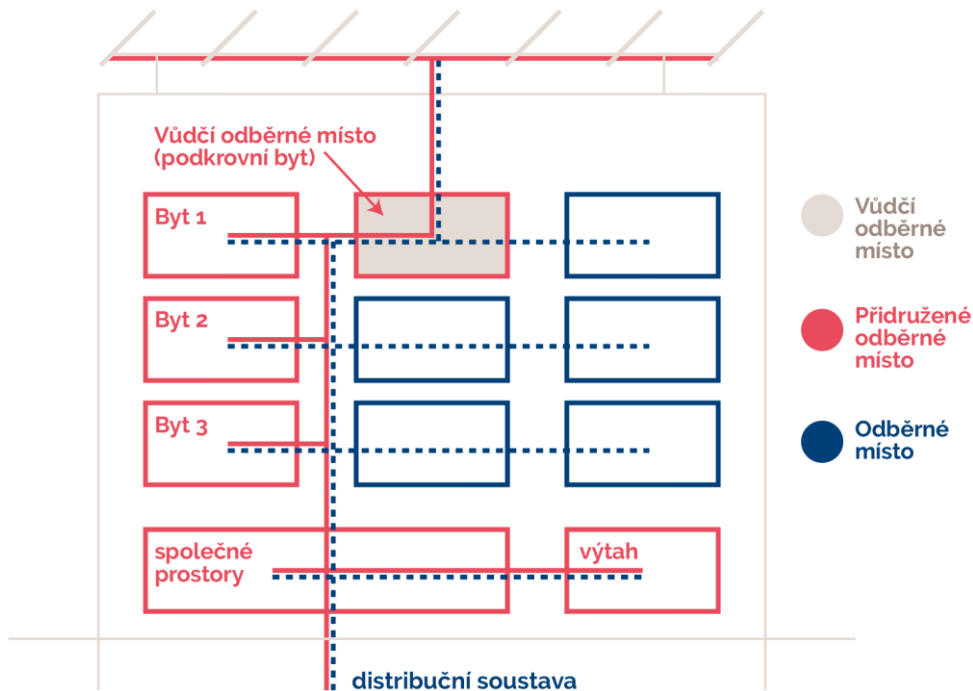 Vůdčí odběrné místo
(podkrovní byt)
Byt 1
Byt 2
Byt 3
společné
prostory
výtah
distribuční soustava
Vůdčí
odběrné
místo
Přidružené
odběrné
místo
Odběrné
místo